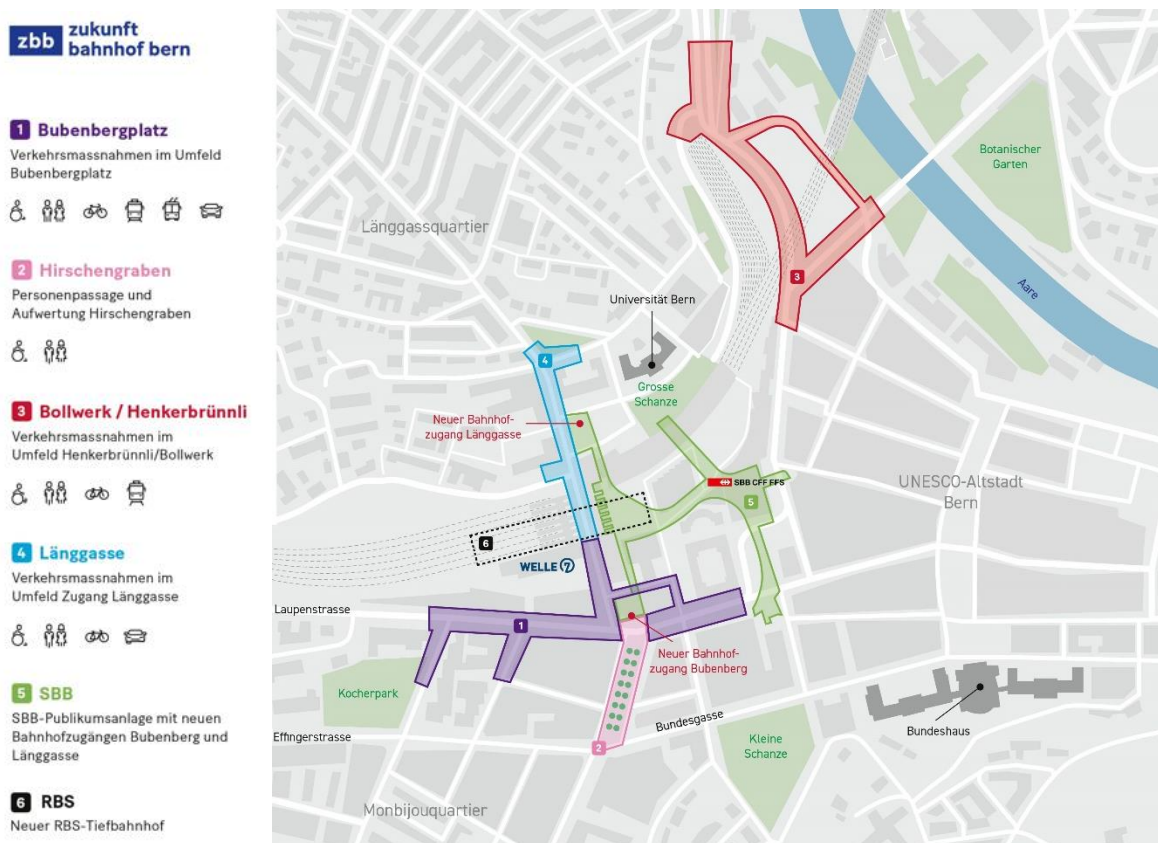 zbb zukunft
bahnhof bern
1 Bubenbergplatz
Verkehrsmassnahmen im Umfeld
Bubenbergplatz
2 Hirschengraben
Personenpassage und
Aufwertung Hirschengraben
3 Bollwerk / Henkerbrünnli
Verkehrsmassnahmen im
Umfeld Henkerbrünnli/Bollwerk
4 Länggasse
Verkehrsmassnahmen im
Umfeld Zugang Länggasse
5 SBB
SBB-Publikumsanlage mit neuen
Bahnhofzugängen Bubenberg und
Länggasse
6 RBS
Neuer RBS-Tiefbahnhof
Botanischer
Garten
Länggassquartier
3
Aare
Universität Bern
4
Grosse
Schanze
Neuer Bahnhof-
zugang Länggasse
SBB CFF FFS
5
UNESCO-Altstadt
Bern
6
WELLE 7
Laupenstrasse
1
Neuer Bahnhof-
zugang Bubenberg
Kocherpark
Bundesgasse
Effingerstrasse
2
Kleine
Schanze
Bundeshaus
Monbijouquartier